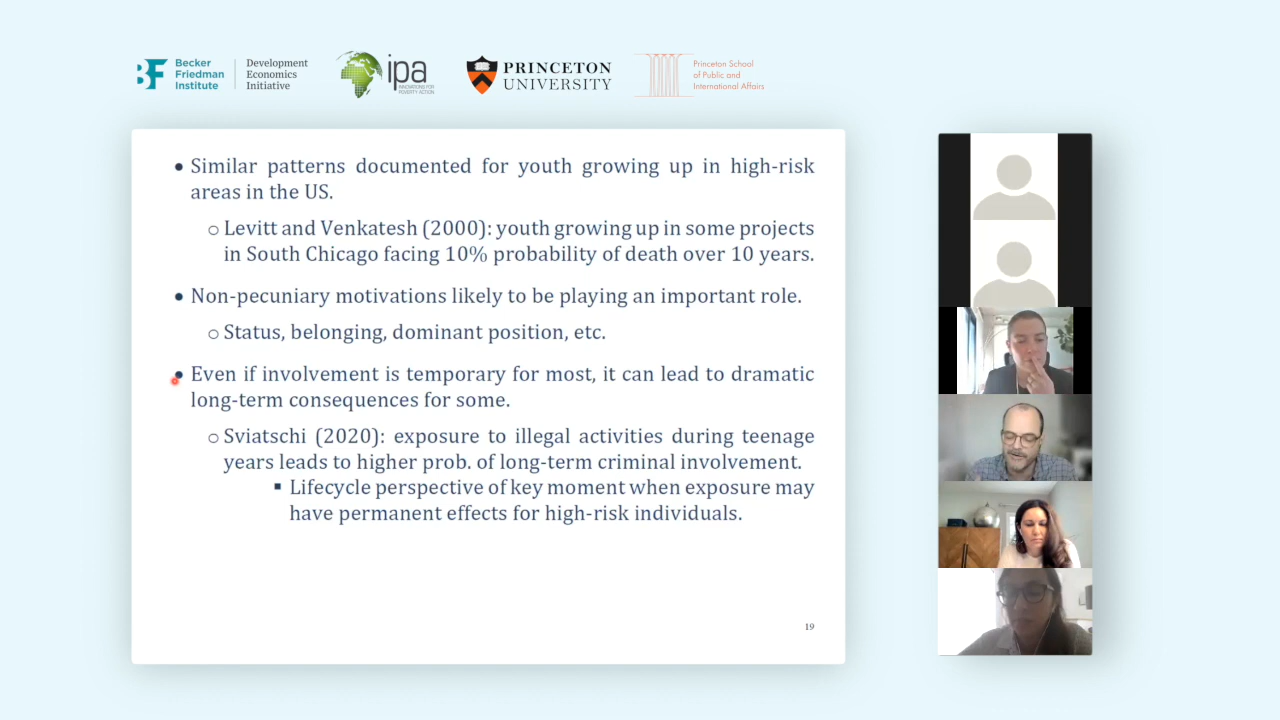 Becker
Friedman
Institute
Development
Economics
Initiative
ipa
INNOVATIONS FOR
POVERTY ACTION
PRINCETON
UNIVERSITY
Princeton School
of Public and
International Affairs
• Similar patterns documented for youth growing up in high-risk
areas in the US.
○ Levitt and Venkatesh (2000): youth growing up in some projects
in South Chicago facing 10% probability of death over 10 years.
• Non-pecuniary motivations likely to be playing an important role.
○ Status, belonging, dominant position, etc.
• Even if involvement is temporary for most, it can lead to dramatic
long-term consequences for some.
○ Sviatschi (2020): exposure to illegal activities during teenage
years leads to higher prob. of long-term criminal involvement.
▪ Lifecycle perspective of key moment when exposure may
have permanent effects for high-risk individuals.
19